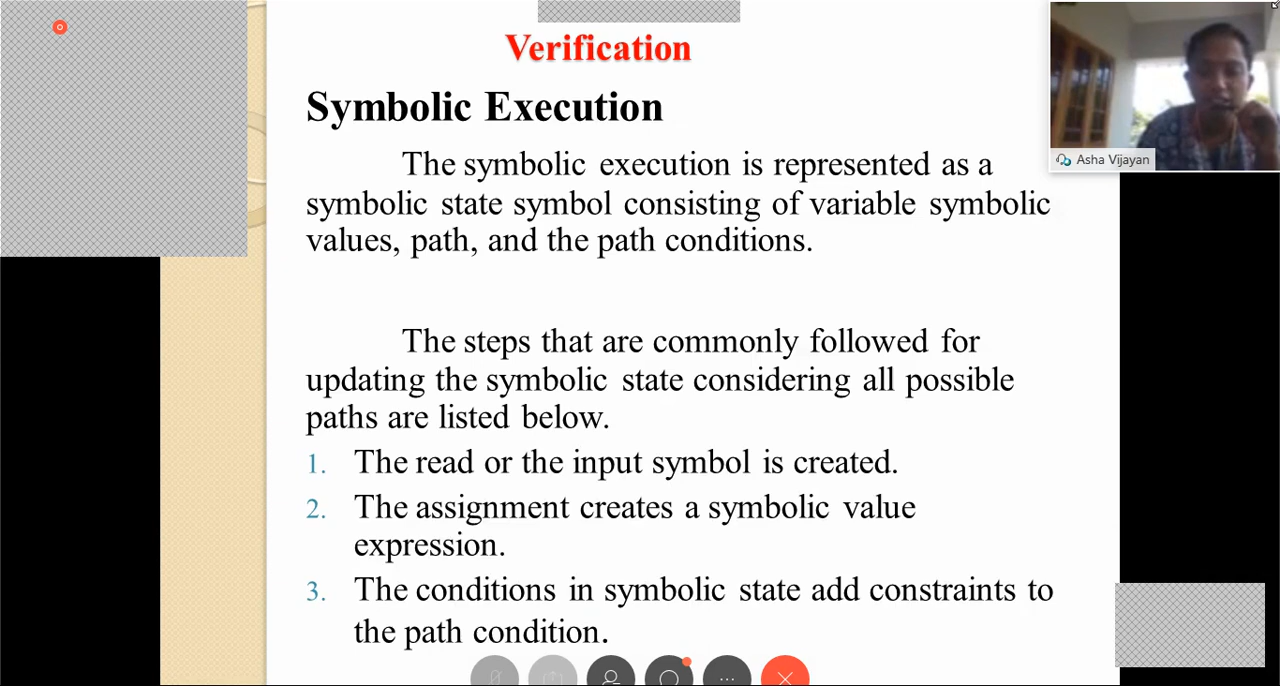 Verification
Symbolic Execution
The symbolic execution is represented as a
symbolic state symbol consisting of variable symbolic
values, path, and the path conditions.
The steps that are commonly followed for
updating the symbolic state considering all possible
paths are listed below.
1. The read or the input symbol is created.
2. The assignment creates a symbolic value
expression.
3. The conditions in symbolic state add constraints to
the path condition.
Asha Vijayan